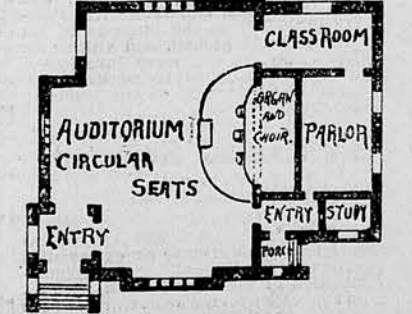 CLASS ROOM
ORGAN
AND
CHOIR.
PARLOR
AUDITORIUM
CIRCULAR
SEATS
ENTRY
STUDY
ENTRY
PORCH